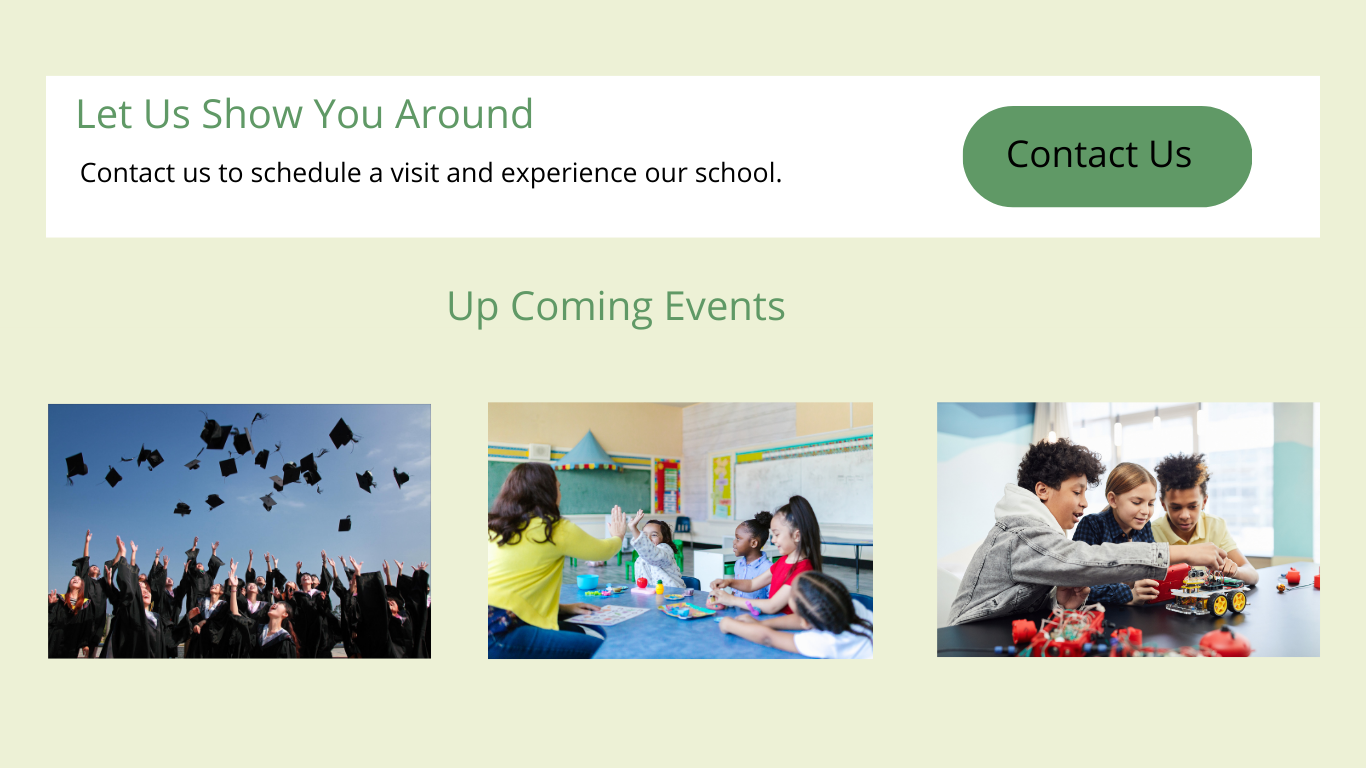 Let Us Show You Around
Contact us to schedule a visit and experience our school.
Contact Us
Up Coming Events